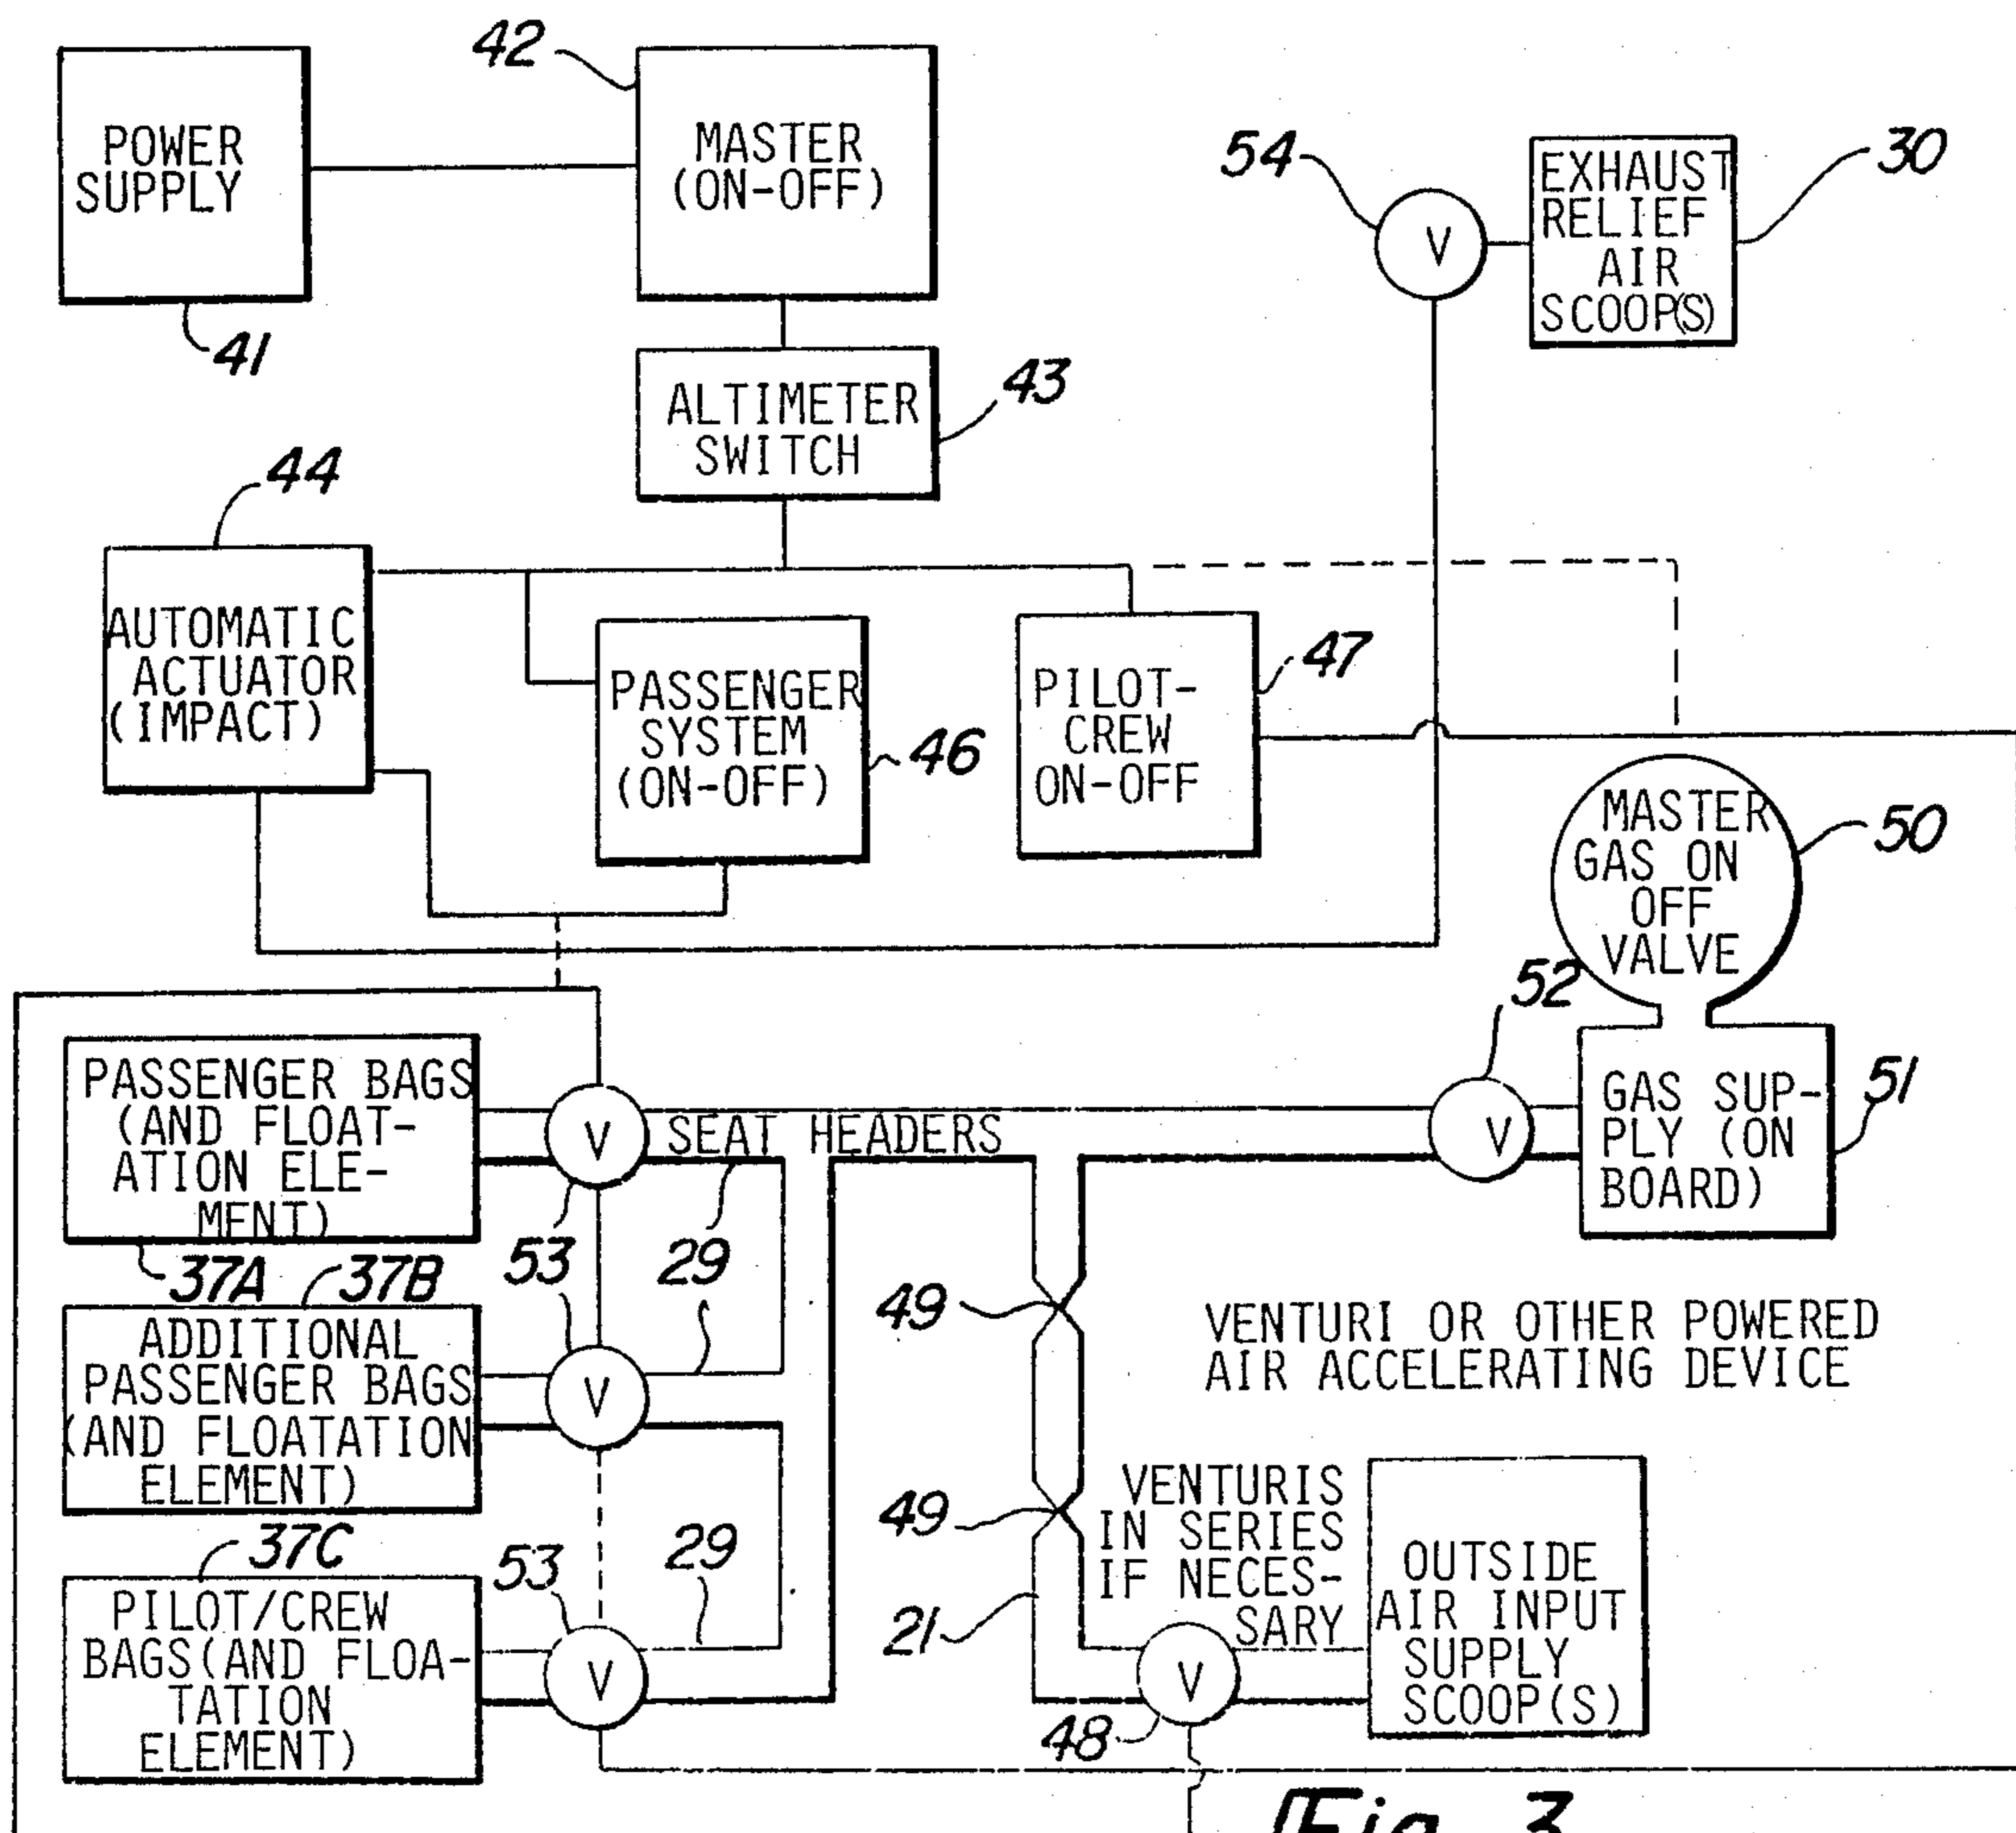 42
POWER
SUPPLY
41
MASTER
(ON-OFF)
54
V
EXHAUST
RELIEF
AIR
SCOOP(S)
30
ALTIMETER
SWITCH
43
44
AUTOMATIC
ACTUATOR
(IMPACT)
PASSENGER
SYSTEM
(ON-OFF)
46
PILOT-
CREW
ON-OFF
47
MASTER
GAS ON
OFF
VALVE
50
52
V
GAS SUP-
PLY (ON
BOARD)
51
PASSENGER BAGS
(AND FLOAT-
ATION ELE-
MENT)
37A
V
SEAT HEADERS
53
29
37B
ADDITIONAL
PASSENGER BAGS
(AND FLOATATION
ELEMENT)
53
V
29
37C
PILOT/CREW
BAGS(AND FLOA-
TATION
ELEMENT)
53
V
29
49
VENTURI OR OTHER POWERED
AIR ACCELERATING DEVICE
49
VENTURIS
IN SERIES
IF NECES-
SARY
21
V
48
OUTSIDE
AIR INPUT
SUPPLY
SCOOP(S)
Fig. 3